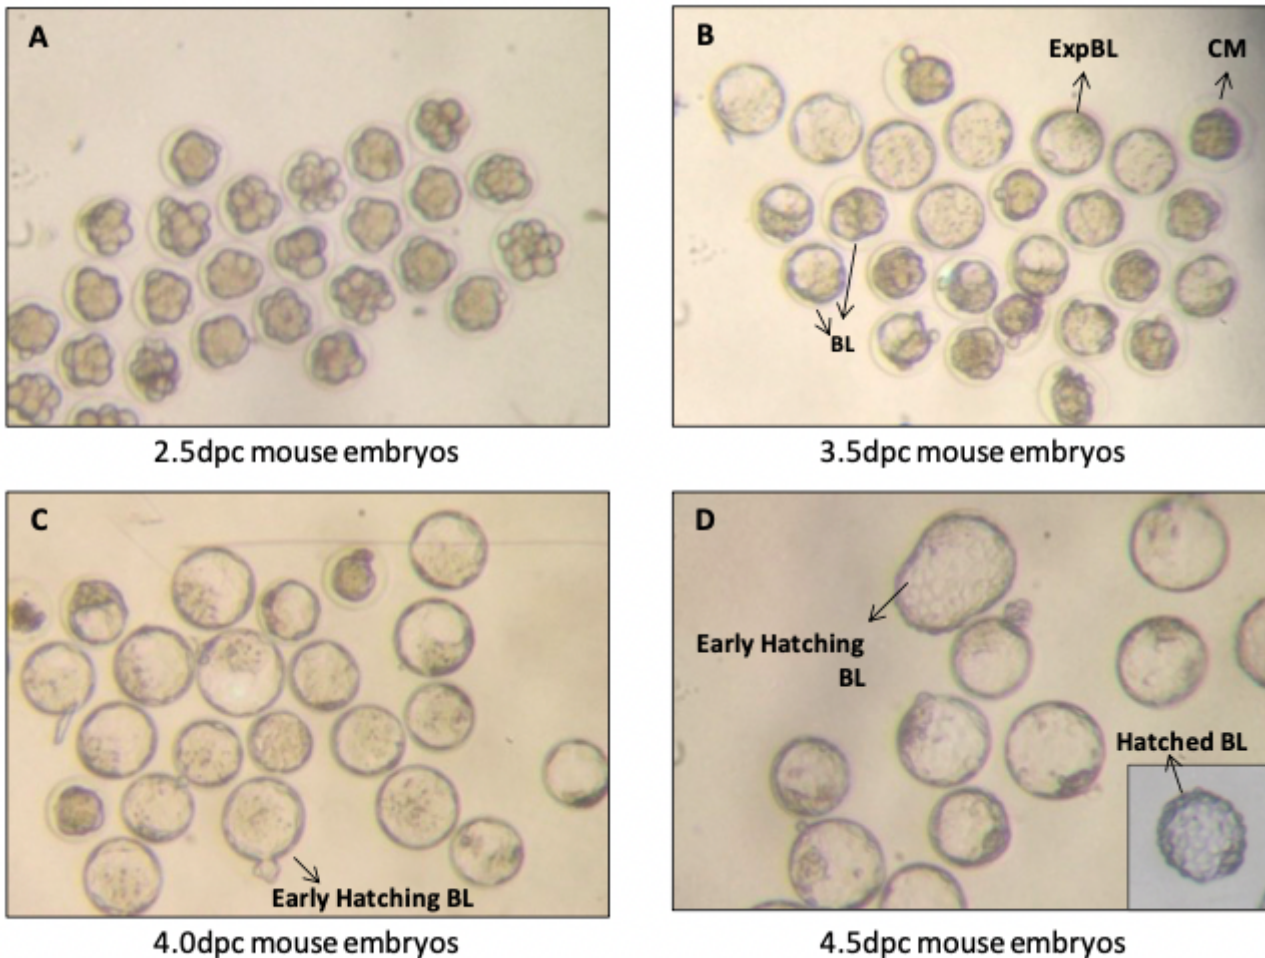 A
2.5dpc mouse embryos
B
ExpBL
CM
BL
3.5dpc mouse embryos
C
Early Hatching BL
4.0dpc mouse embryos
D
Early Hatching
BL
Hatched BL
4.5dpc mouse embryos